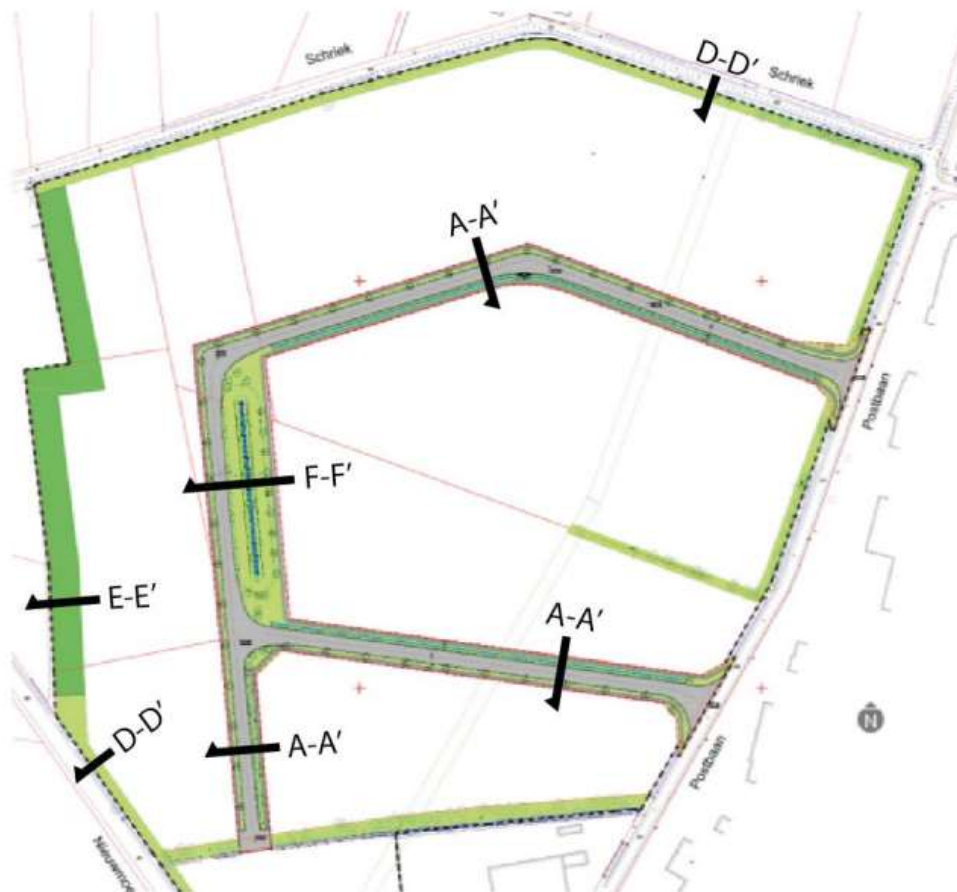 Schriek
D-D’
Schriek
A-A’
Postbaan
F-F’
E-E’
A-A’
D-D’
A-A’
N
Postbaan